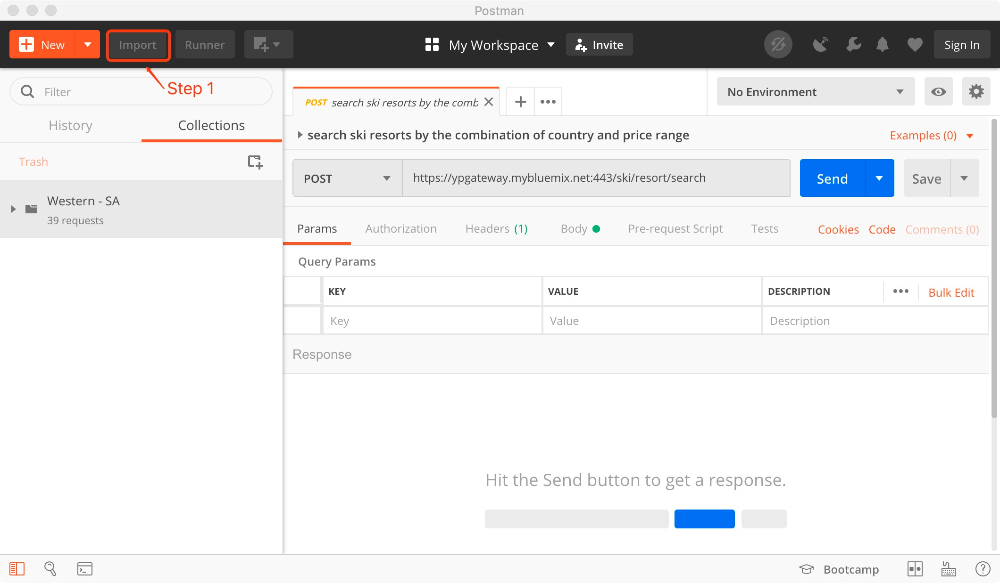 Postman
New
Import
Runner
My Workspace
Invite
Sign In
Step 1
Filter
History
Collections
Trash
Western - SA
39 requests
POST search ski resorts by the comb
No Environment
search ski resorts by the combination of country and price range
Examples (0)
POST
https://ypgateway.mybluemix.net:443/ski/resort/search
Send
Save
Params
Authorization
Headers (1)
Body
Pre-request Script
Tests
Cookies
Code
Comments (0)
Query Params
KEY
VALUE
DESCRIPTION
Bulk Edit
Key
Value
Description
Response
Hit the Send button to get a response.
Bootcamp